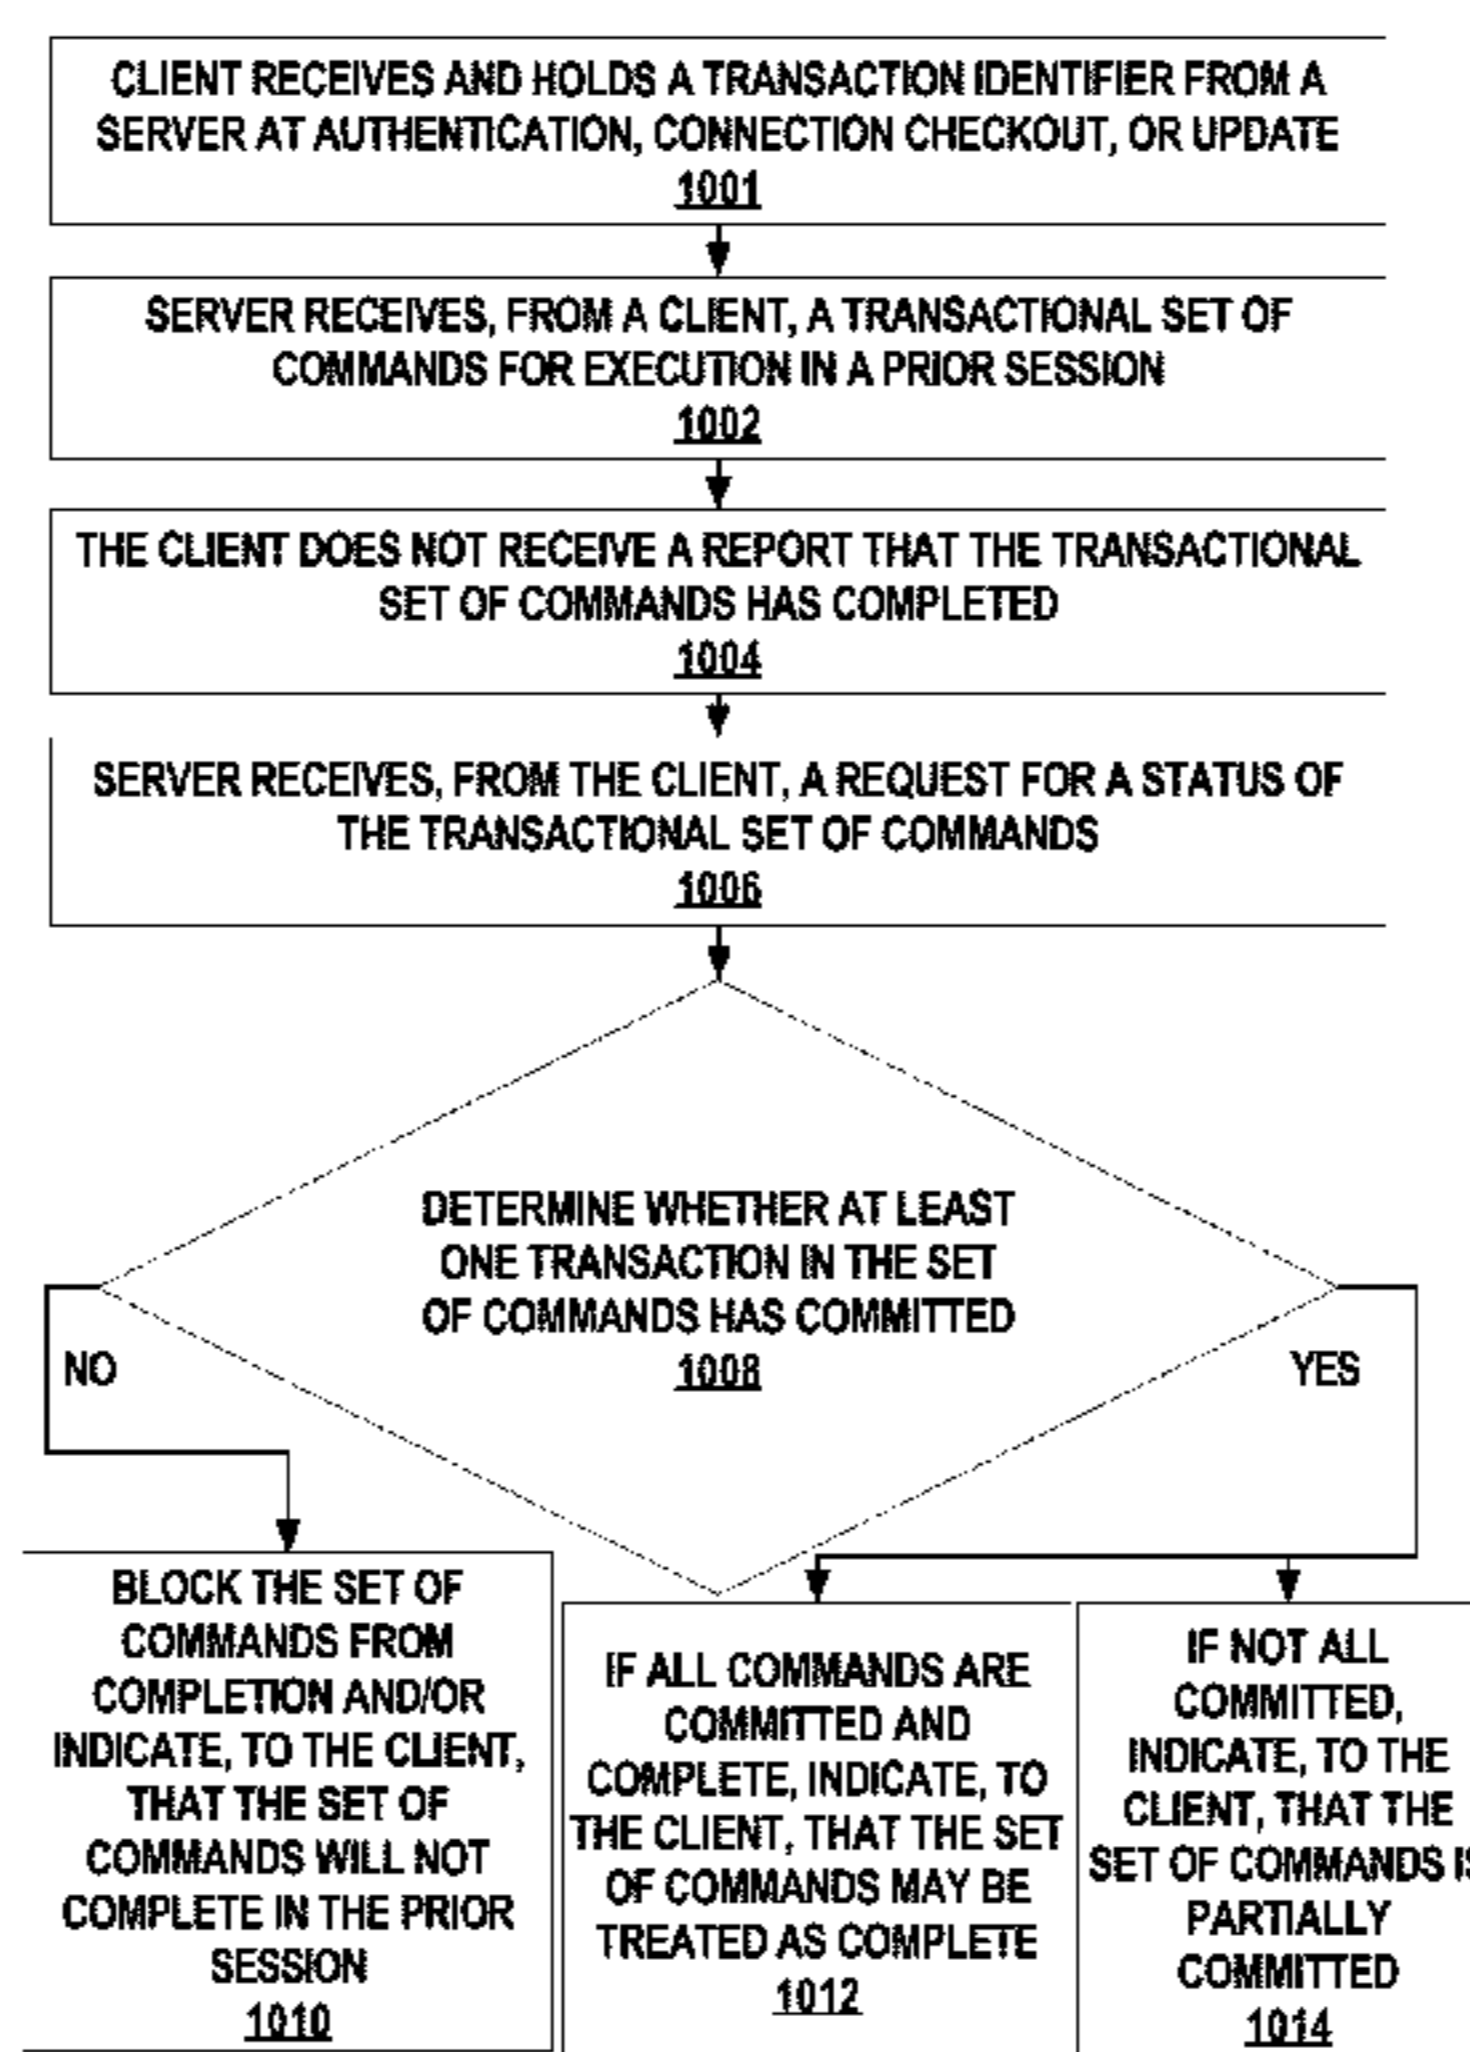 CLIENT RECEIVES AND HOLDS A TRANSACTION IDENTIFIER FROM A
SERVER AT AUTHENTICATION, CONNECTION CHECKOUT, OR UPDATE
1001
SERVER RECEIVES, FROM A CLIENT, A TRANSACTIONAL SET OF
COMMANDS FOR EXECUTION IN A PRIOR SESSION
1002
THE CLIENT DOES NOT RECEIVE A REPORT THAT THE TRANSACTIONAL
SET OF COMMANDS HAS COMPLETED
1004
SERVER RECEIVES, FROM THE CLIENT, A REQUEST FOR A STATUS OF
THE TRANSACTIONAL SET OF COMMANDS
1006
DETERMINE WHETHER AT LEAST
ONE TRANSACTION IN THE SET
OF COMMANDS HAS COMMITTED
1008
NO
YES
BLOCK THE SET OF
COMMANDS FROM
COMPLETION AND/OR
INDICATE, TO THE CLIENT,
THAT THE SET OF
COMMANDS WILL NOT
COMPLETE IN THE PRIOR
SESSION
1010
IF ALL COMMANDS ARE
COMMITTED AND
COMPLETE, INDICATE, TO
THE CLIENT, THAT THE SET
OF COMMANDS MAY BE
TREATED AS COMPLETE
1012
IF NOT ALL
COMMITTED,
INDICATE, TO THE
CLIENT, THAT THE
SET OF COMMANDS IS
PARTIALLY
COMMITTED
1014